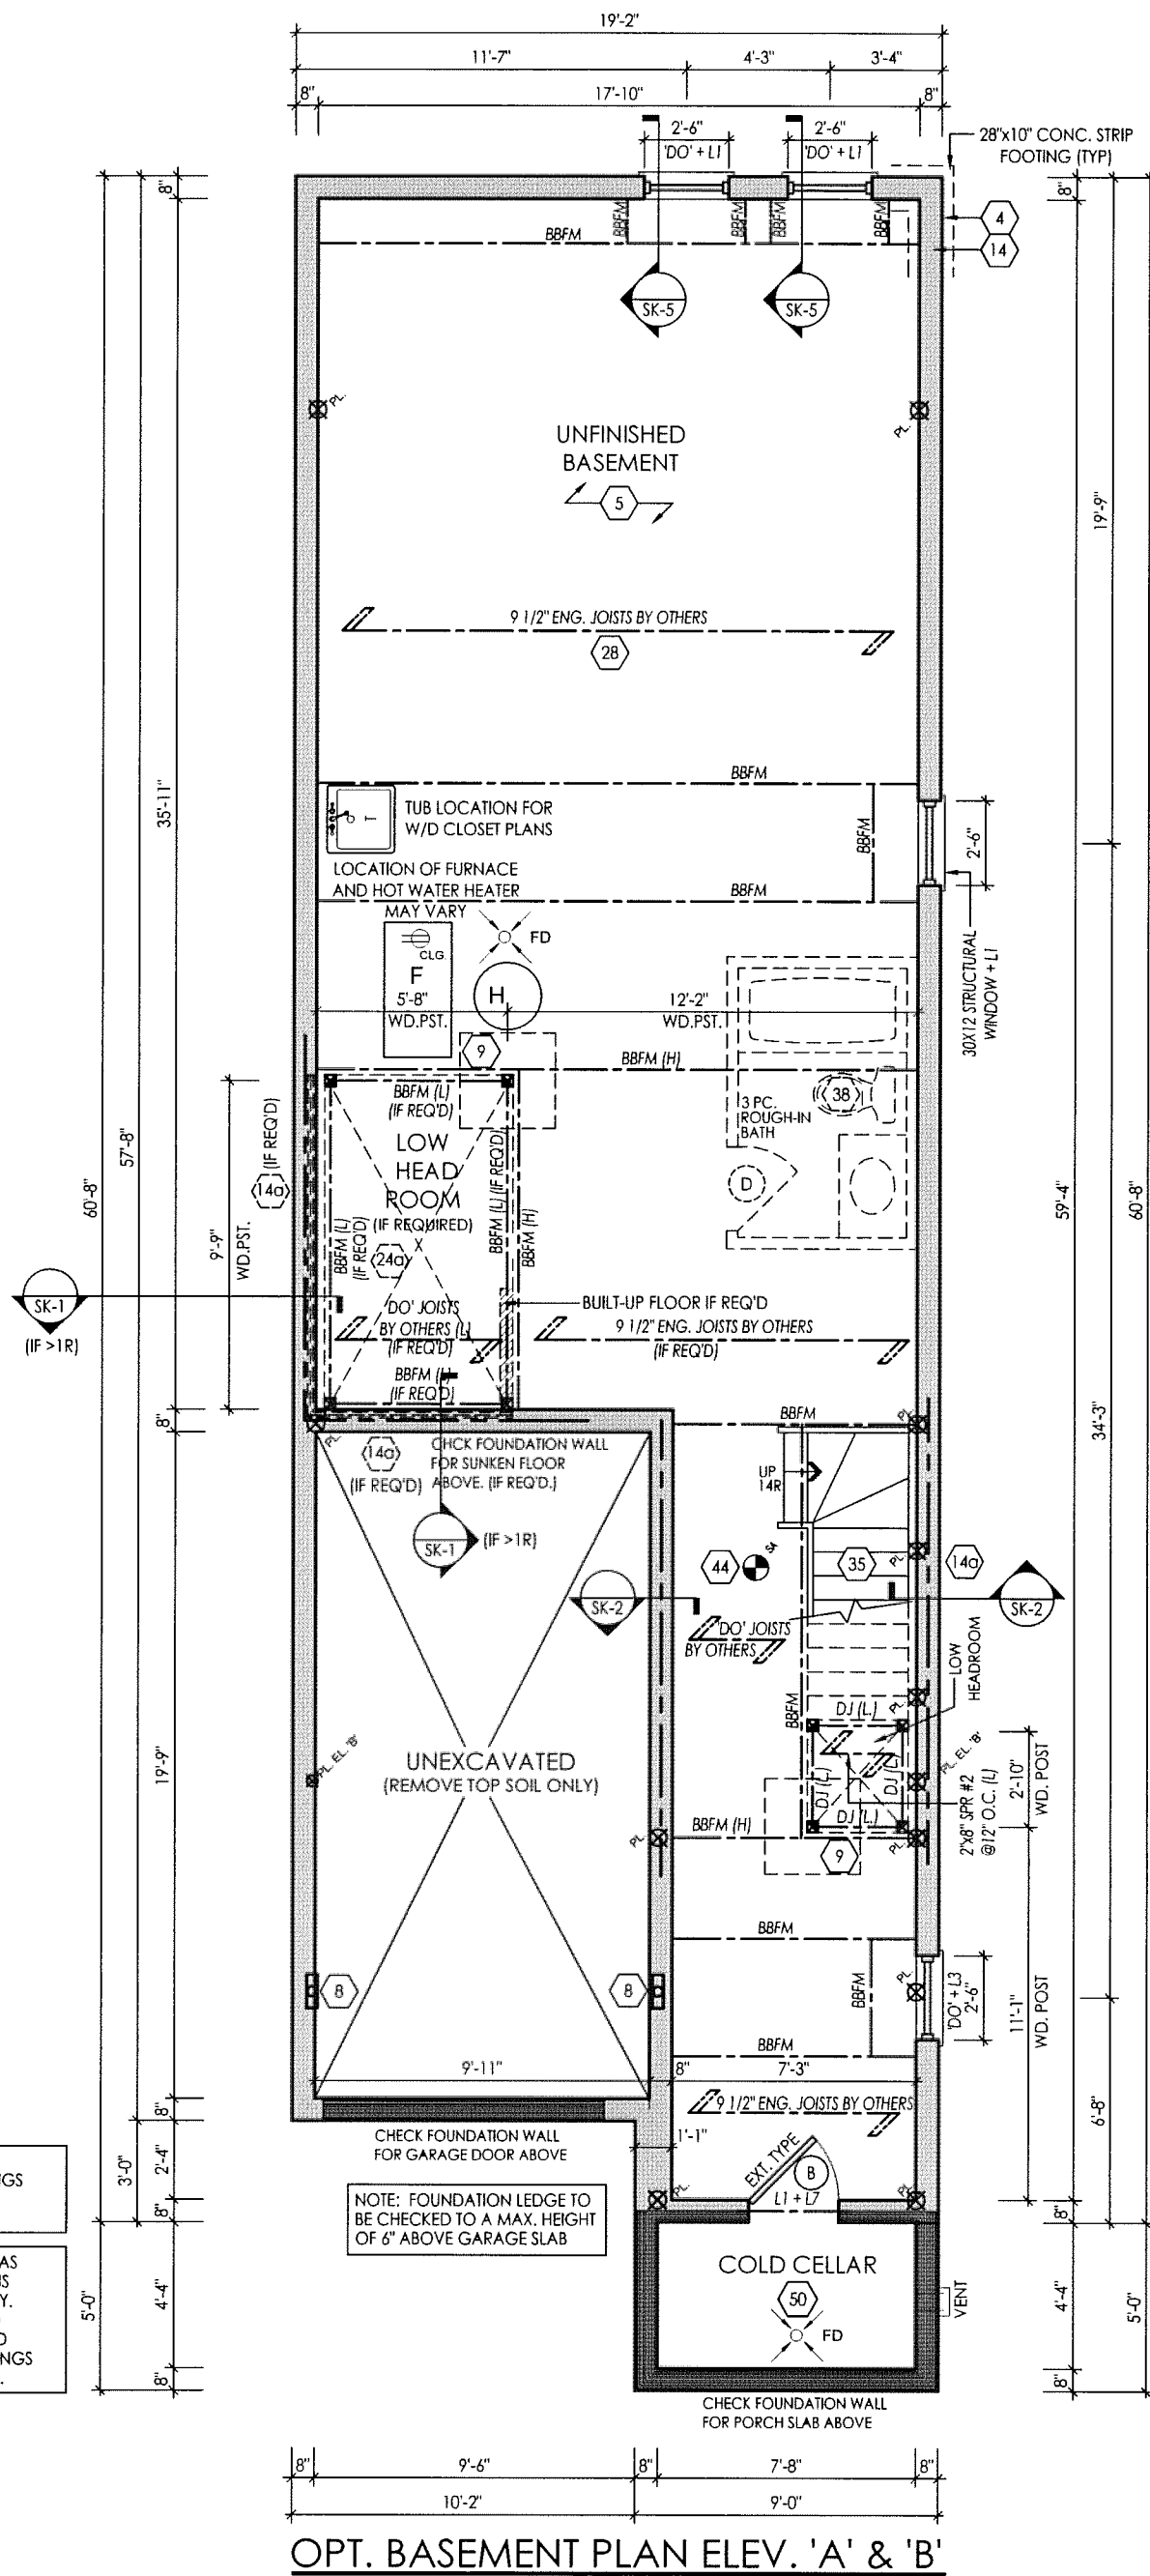 19'-2"
11'-7"
4'-3"
3'-4"
8"
17'-10"
8"
2'-6"
'DO' + L1
2'-6"
'DO' + L1
28"x10" CONC. STRIP
FOOTING (TYP)
8"
8"
4
14
BBFM
BBFM
BBFM
BBFM
BBFM
SK-5
SK-5
PL.
PL.
UNFINISHED
BASEMENT
5
19'-9"
9 1/2" ENG. JOISTS BY OTHERS
28
35'-11"
BBFM
TUB LOCATION FOR
W/D CLOSET PLANS
T
BBFM
2'-6"
LOCATION OF FURNACE
AND HOT WATER HEATER
MAY VARY
BBFM
30X12 STRUCTURAL
WINDOW + L1
CLG.
FD
F
H
5'-8"
WD.PST.
12'-2"
WD.PST.
9
BBFM (H)
57'-8"
60'-8"
14a
(IF REQ'D)
9'-9"
WD.PST.
BBFM (L)
(IF REQ'D)
LOW
HEAD
ROOM
(IF REQUIRED)
BBFM (L)
(IF REQ'D)
BBFM (L)(IF REQ'D)
BBFM (H)
24a
3 PC.
ROUGH-IN
BATH
38
D
59'-4"
60'-8"
SK-1
(IF >1R)
DO' JOISTS
BY OTHERS (L)
(IF REQ'D)
BUILT-UP FLOOR IF REQ'D
9 1/2" ENG. JOISTS BY OTHERS
(IF REQ'D)
BBFM (L)
(IF REQ'D)
34'-3"
8"
BBFM
PL.
PL.
14a
(IF REQ'D)
CHCK FOUNDATION WALL
FOR SUNKEN FLOOR
ABOVE. (IF REQ'D.)
UP
14R
SK-1
(IF >1R)
44
SA
35
PL.
14a
SK-2
SK-2
'DO' JOISTS
BY OTHERS
LOW
HEADROOM
PL.
BBFM
DJ (L.)
DJ (L)
DJ (L)
DJ (L.)
PL. EL. 'B'
2"x8" SPR #2
@12" O.C. (L)
2'-10"
WD. POST
19'-9"
PL. EL. 'B'
UNEXCAVATED
(REMOVE TOP SOIL ONLY)
PL.
BBFM (H)
PL.
9
BBFM
8
8
BBFM
PL.
'DO' + L3
2'-6"
11'-1"
WD. POST
BBFM
9'-11"
8"
7'-3"
9 1/2" ENG. JOISTS BY OTHERS
6'-8"
8"
1'-1"
CHECK FOUNDATION WALL
FOR GARAGE DOOR ABOVE
3'-0"
2'-4"
EXT. TYPE
B
L1 + L7
PL.
PL.
8"
8"
NOTE: FOUNDATION LEDGE TO
BE CHECKED TO A MAX. HEIGHT
OF 6" ABOVE GARAGE SLAB
GS
AS
IS
Y.
D
NGS
.
COLD CELLAR
50
FD
VENT
5'-0"
4'-4"
4'-4"
5'-0"
8"
8"
CHECK FOUNDATION WALL
FOR PORCH SLAB ABOVE
8"
9'-6"
8"
7'-8"
8"
10'-2"
9'-0"
OPT. BASEMENT PLAN ELEV. 'A' & 'B'